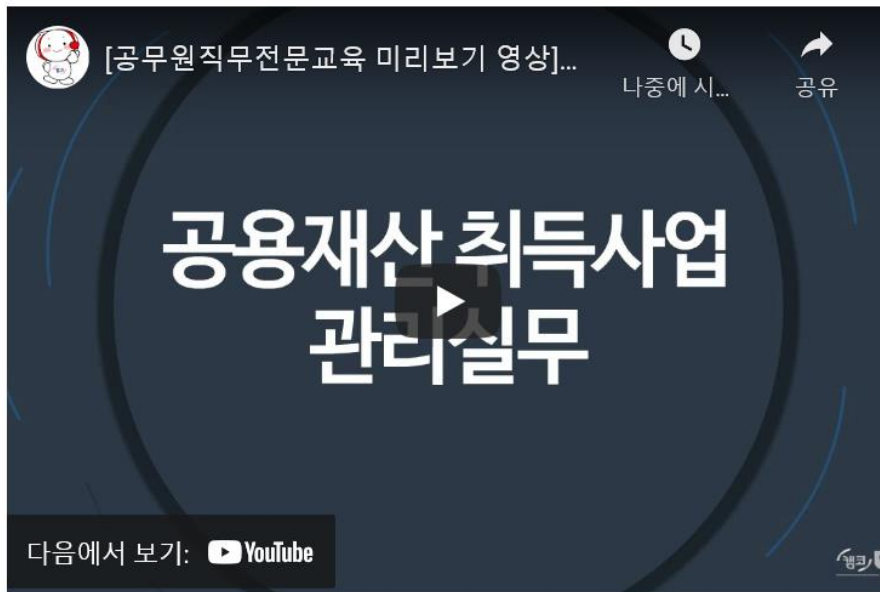 [공무원직무전문교육 미리보기 영상]...
나중에 시...
공유
공용재산 취득사업
관리실무
다음에서 보기: YouTube
캠코